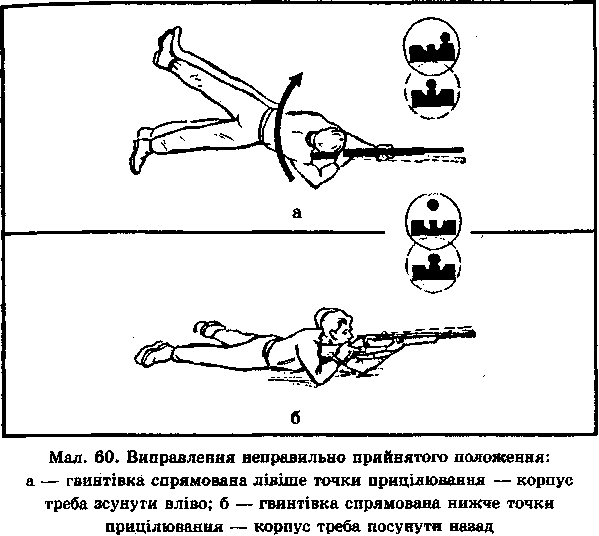 а
б
Мал. 60. Виправлення неправильно прийнятого положення:
а — гвинтівка спрямована лівіше точки прицілювання — корпус
треба зсунути вліво; б — гвинтівка спрямована нижче точки
прицілювання — корпус треба посунути назад